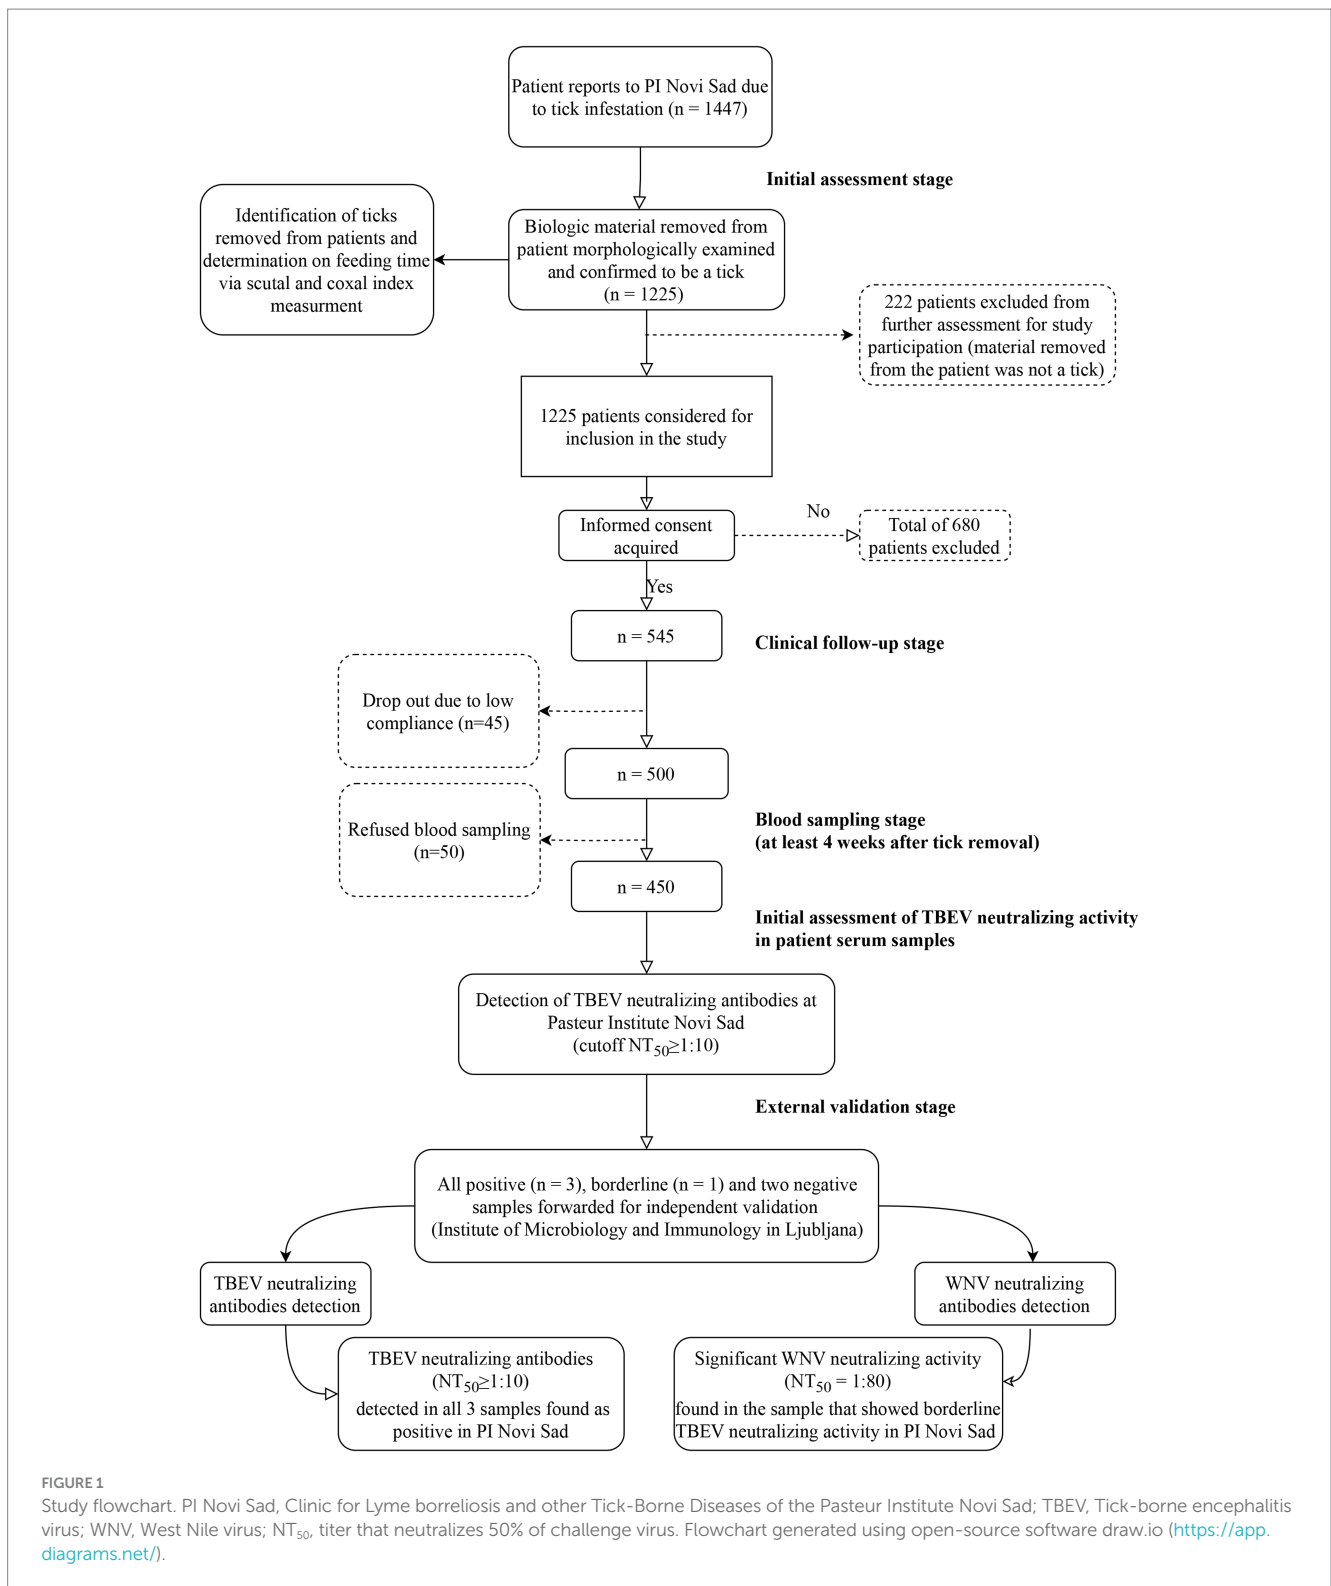 Patient reports to PI Novi Sad due
to tick infestation (n = 1447)
Initial assessment stage
Identification of ticks
removed from patients and
determination on feeding time
via scutal and coxal index
measurment
Biologic material removed from
patient morphologically examined
and confirmed to be a tick
(n = 1225)
222 patients excluded from
further assessment for study
participation (material removed
from the patient was not a tick)
1225 patients considered for
inclusion in the study
Informed consent
acquired
No
Total of 680
patients excluded
Yes
n = 545
Clinical follow-up stage
Drop out due to low
compliance (n=45)
n = 500
Refused blood sampling
(n=50)
Blood sampling stage
(at least 4 weeks after tick removal)
n = 450
Initial assessment of TBEV neutralizing activity
in patient serum samples
Detection of TBEV neutralizing antibodies at
Pasteur Institute Novi Sad
(cutoff NT50≥1:10)
External validation stage
All positive (n = 3), borderline (n = 1) and two negative
samples forwarded for independent validation
(Institute of Microbiology and Immunology in Ljubljana)
TBEV neutralizing
antibodies detection
WNV neutralizing
antibodies detection
TBEV neutralizing antibodies
(NT50≥1:10)
detected in all 3 samples found as
positive in PI Novi Sad
Significant WNV neutralizing activity
(NT50 = 1:80)
found in the sample that showed borderline
TBEV neutralizing activity in PI Novi Sad
FIGURE 1
Study flowchart. PI Novi Sad, Clinic for Lyme borreliosis and other Tick-Borne Diseases of the Pasteur Institute Novi Sad; TBEV, Tick-borne encephalitis
virus; WNV, West Nile virus; NT50, titer that neutralizes 50% of challenge virus. Flowchart generated using open-source software draw.io (https://app.
diagrams.net/).